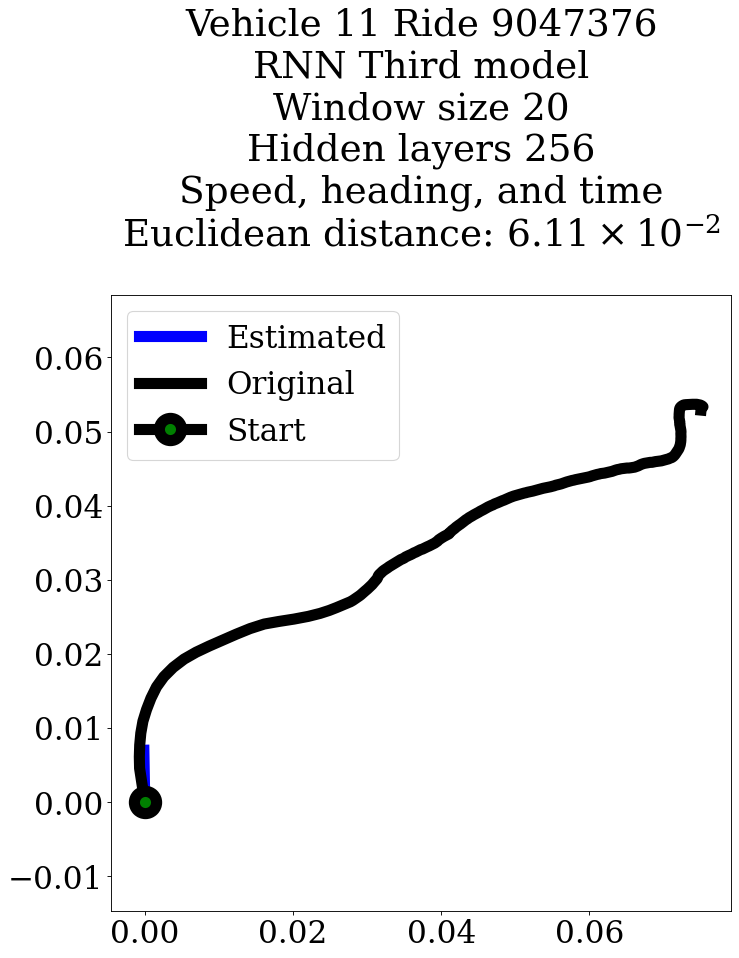 Vehicle 11 Ride 9047376
RNN Third model
Window size 20
Hidden layers 256
Speed, heading, and time
Euclidean distance: 6.11 × 10⁻²
Estimated
Original
Start
0.06
0.05
0.04
0.03
0.02
0.01
0.00
−0.01
0.00 0.02 0.04 0.06